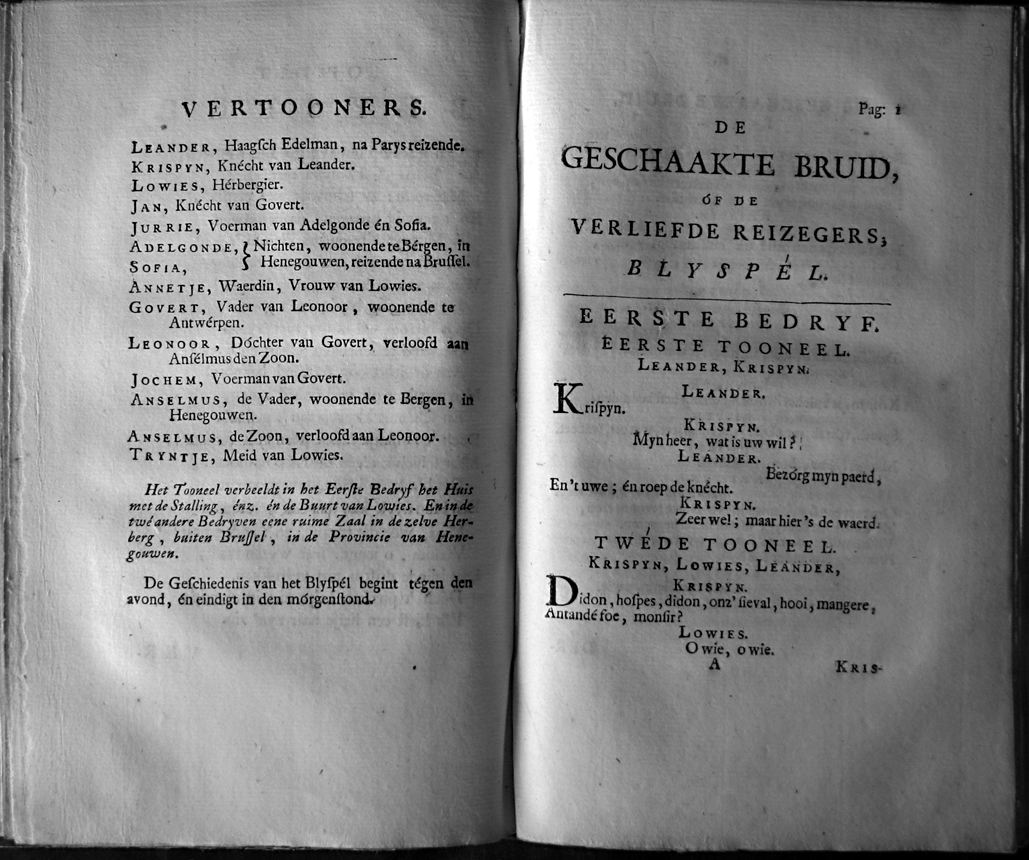 VERTOONERS.
LEANDER, Haagſch Edelman, na Parys reizende.
KRISPYN, Knécht van Leander.
LOWIES, Hérbergier.
JAN, Knécht van Govert.
JURRIE, Voerman van Adelgonde én Sofia.
ADELGONDE, } Nichten, woonende te Bérgen, in
SOFIA, Henegouwen, reizende na Bruſſel.
ANNETJE, Waerdin, Vrouw van Lowies.
GOVERT, Vader van Leonoor, woonende te
Antwérpen.
LEONOOR, Dóchter van Govert, verloofd aan
Anſélmus den Zoon.
JOCHEM, Voerman van Govert.
ANSELMUS, de Vader, woonende te Bergen, in
Henegouwen.
ANSELMUS, de Zoon, verloofd aan Leonoor.
TRYNTJE, Meid van Lowies.
Het Tooneel verbeeldt in het Eerſte Bedryf het Huis
met de Stalling, énz. én de Buurt van Lowies. En in de
twé andere Bedryven eene ruime Zaal in de zelve Her-
berg, buiten Bruſſel, in de Provincie van Hene-
gouwen.
De Geſchiedenis van het Blyſpél begint tégen den
avond, én eindigt in den mórgenſtond.
Pag: 1
DE
GESCHAAKTE BRUID,
ÓF DE
VERLIEFDE REIZEGERS;
BLYSPÉL.
EERSTE BEDRYF.
EERSTE TOONEEL.
LEANDER, KRISPYN.
LEANDER.
Kriſpyn.
KRISPYN.
Myn heer, wat is uw wil?
LEANDER.
Bezórg myn paerd,
En 't uwe; én roep de knécht.
KRISPYN.
Zeer wel; maar hier 's de waerd.
TWÉDE TOONEEL.
KRISPYN, LOWIES, LEANDER,
KRISPYN.
Didon, hoſpes, didon, onz' ſieval, hooi, mangere,
Antandé foe, monſir?
LOWIES.
O wie, o wie.
A KRIS-